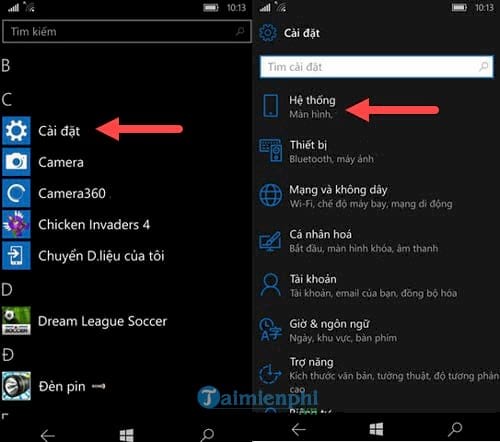 10:13
Tìm kiếm
B
C
Cài đặt
Camera
Camera360
Chicken Invaders 4
Chuyển D.liệu của tôi
D
Dream League Soccer
Đ
Đèn pin
10:13
Cài đặt
Tìm cài đặt
Hệ thống
Màn hình,
Thiết bị
Bluetooth, máy ảnh
Mạng và không dây
Wi-Fi, chế độ máy bay, mạng di động
Cá nhân hoá
Bắt đầu, màn hình khóa, âm thanh
Tài khoản
Tài khoản, email của bạn, đồng bộ hóa
Giờ & ngôn ngữ
Ngày, khu vực, bàn phím
Trợ năng
Kích thước văn bản, tường thuật, độ tương phản
cao
Taimienphi